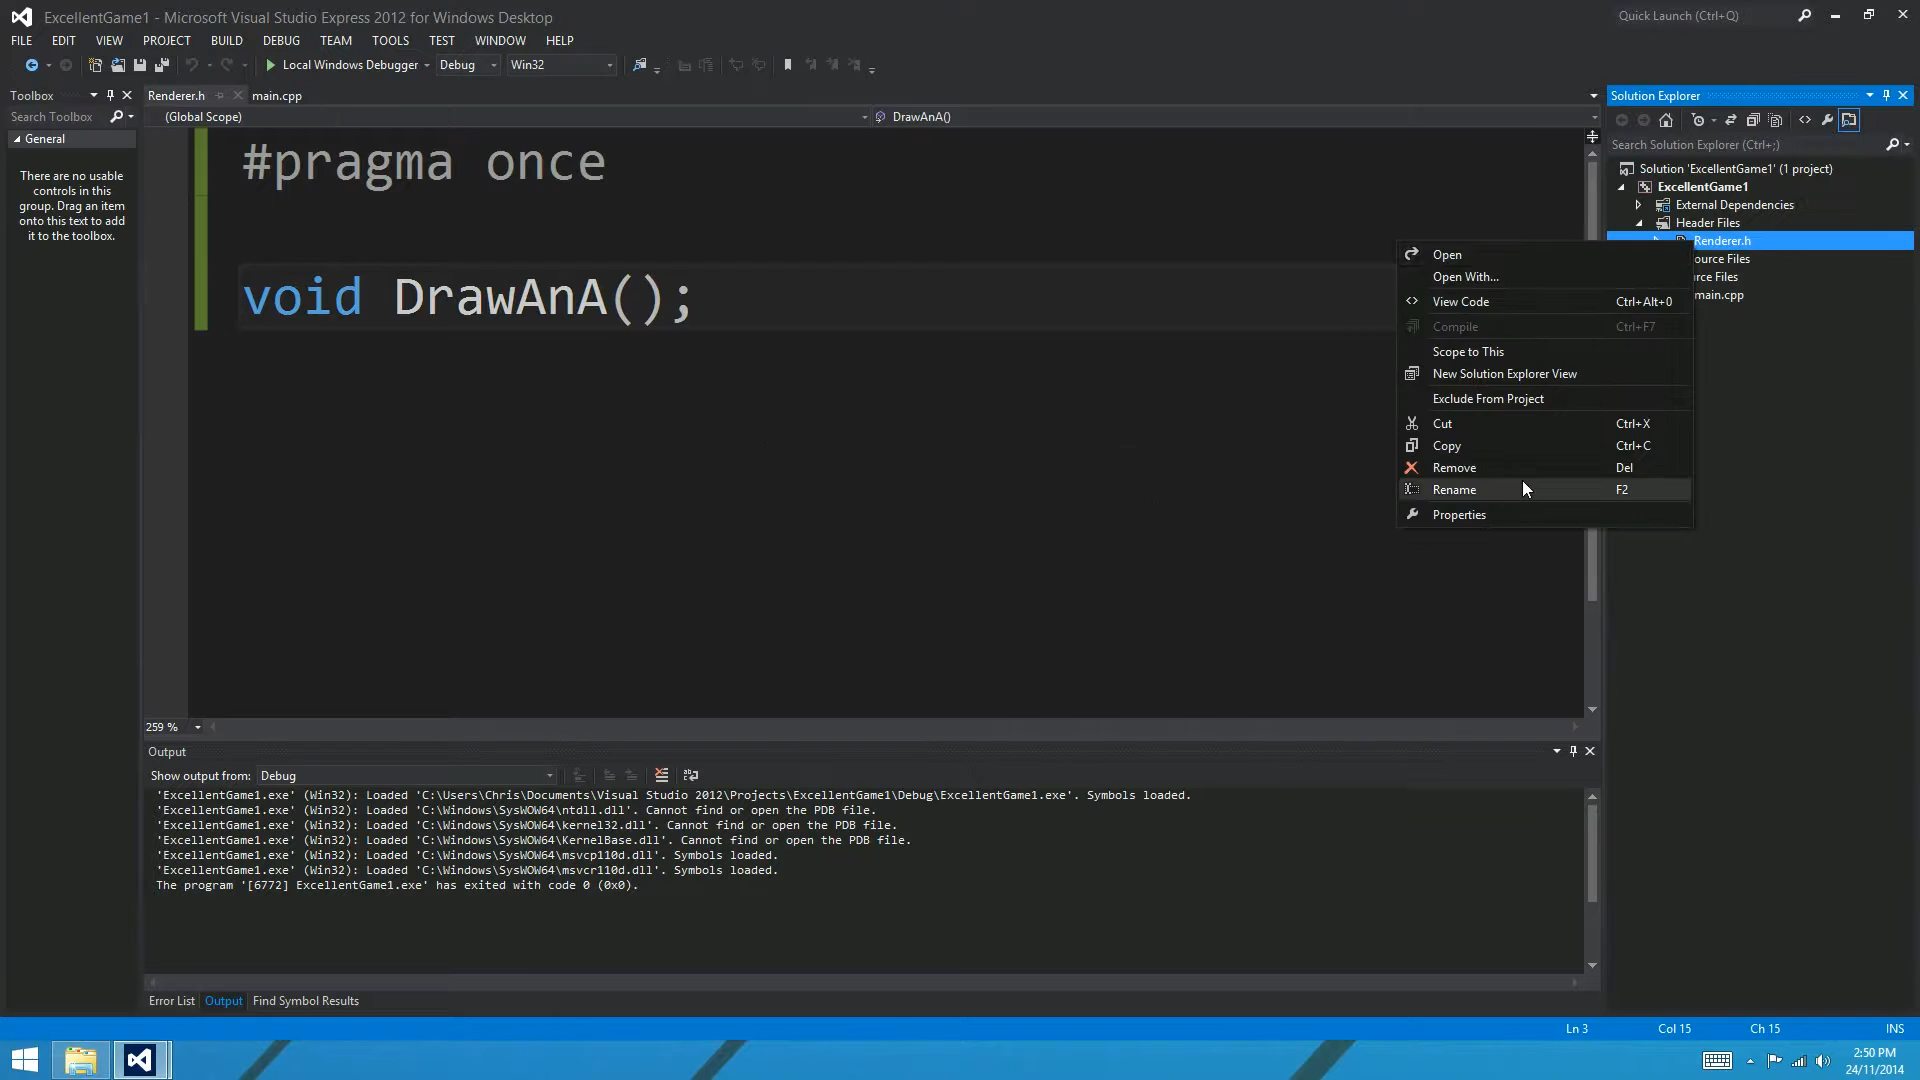 ExcellentGame1 - Microsoft Visual Studio Express 2012 for Windows Desktop
Quick Launch (Ctrl+Q)
FILE EDIT VIEW PROJECT BUILD DEBUG TEAM TOOLS TEST WINDOW HELP
Local Windows Debugger Debug Win32
Toolbox
Search Toolbox
General
There are no usable
controls in this
group. Drag an item
onto this text to add
it to the toolbox.
Renderer.h main.cpp
(Global Scope) DrawAnA()
#pragma once
void DrawAnA();
259 %
Solution Explorer
Search Solution Explorer (Ctrl+;)
Solution 'ExcellentGame1' (1 project)
ExcellentGame1
External Dependencies
Header Files
Renderer.h
ource Files
rce Files
main.cpp
Open
Open With...
View Code Ctrl+Alt+0
Compile Ctrl+F7
Scope to This
New Solution Explorer View
Exclude From Project
Cut Ctrl+X
Copy Ctrl+C
Remove Del
Rename F2
Properties
Output
Show output from: Debug
'ExcellentGame1.exe' (Win32): Loaded 'C:\Users\Chris\Documents\Visual Studio 2012\Projects\ExcellentGame1\Debug\ExcellentGame1.exe'. Symbols loaded.
'ExcellentGame1.exe' (Win32): Loaded 'C:\Windows\SysWOW64\ntdll.dll'. Cannot find or open the PDB file.
'ExcellentGame1.exe' (Win32): Loaded 'C:\Windows\SysWOW64\kernel32.dll'. Cannot find or open the PDB file.
'ExcellentGame1.exe' (Win32): Loaded 'C:\Windows\SysWOW64\KernelBase.dll'. Cannot find or open the PDB file.
'ExcellentGame1.exe' (Win32): Loaded 'C:\Windows\SysWOW64\msvcp110d.dll'. Symbols loaded.
'ExcellentGame1.exe' (Win32): Loaded 'C:\Windows\SysWOW64\msvcr110d.dll'. Symbols loaded.
The program '[6772] ExcellentGame1.exe' has exited with code 0 (0x0).
Error List Output Find Symbol Results
Ln 3 Col 15 Ch 15 INS
2:50 PM
24/11/2014